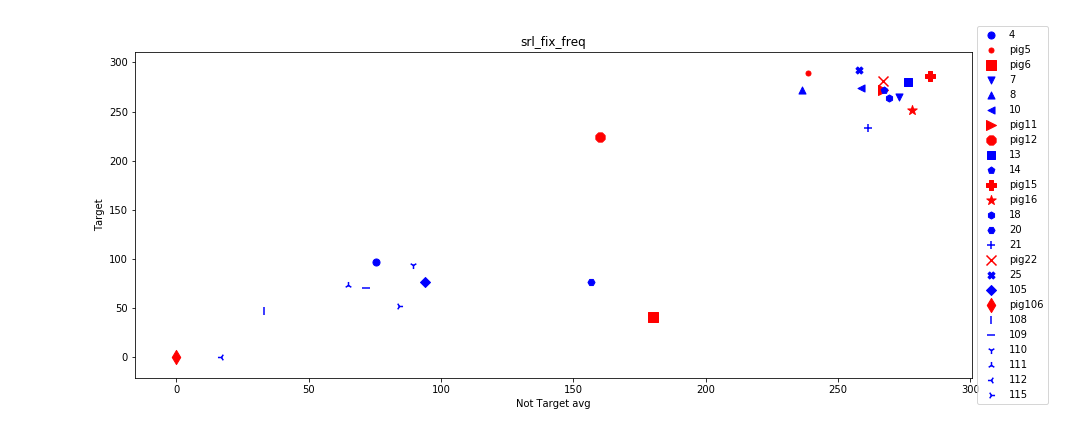 srl_fix_freq
Target
300
250
200
150
100
50
0
0 50 100 150 200 250 300
Not Target avg
4
pig5
pig6
7
8
10
pig11
pig12
13
14
pig15
pig16
18
20
21
pig22
25
105
pig106
108
109
110
111
112
115